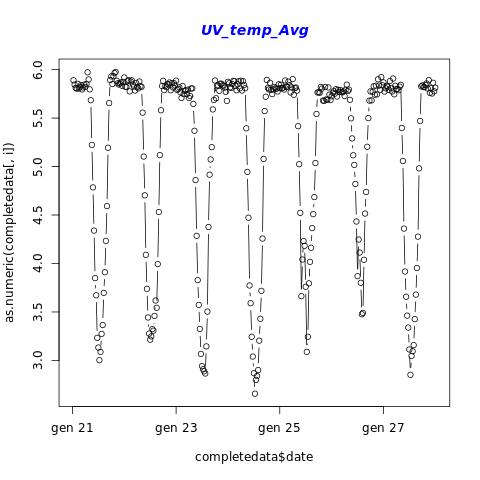 UV_temp_Avg
as.numeric(completedata[, i])
6.0
5.5
5.0
4.5
4.0
3.5
3.0
gen 21
gen 23
gen 25
gen 27
completedata$date